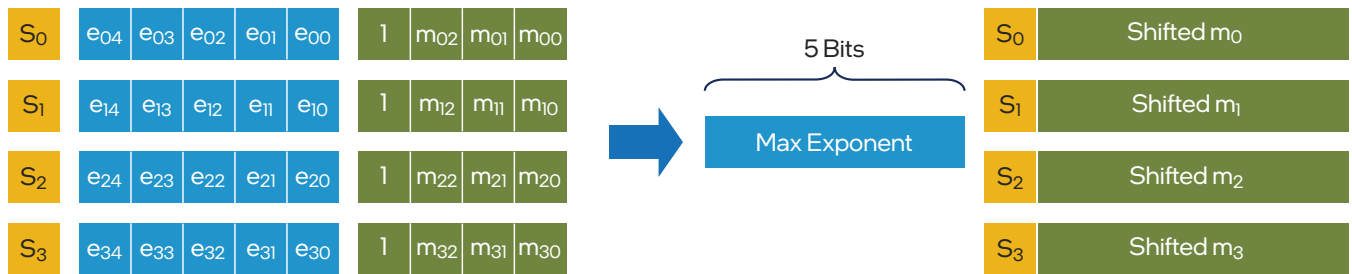 S₀ e₀₄ e₀₃ e₀₂ e₀₁ e₀₀ 1 m₀₂ m₀₁ m₀₀
S₁ e₁₄ e₁₃ e₁₂ e₁₁ e₁₀ 1 m₁₂ m₁₁ m₁₀
S₂ e₂₄ e₂₃ e₂₂ e₂₁ e₂₀ 1 m₂₂ m₂₁ m₂₀
S₃ e₃₄ e₃₃ e₃₂ e₃₁ e₃₀ 1 m₃₂ m₃₁ m₃₀
5 Bits
Max Exponent
S₀ Shifted m₀
S₁ Shifted m₁
S₂ Shifted m₂
S₃ Shifted m₃